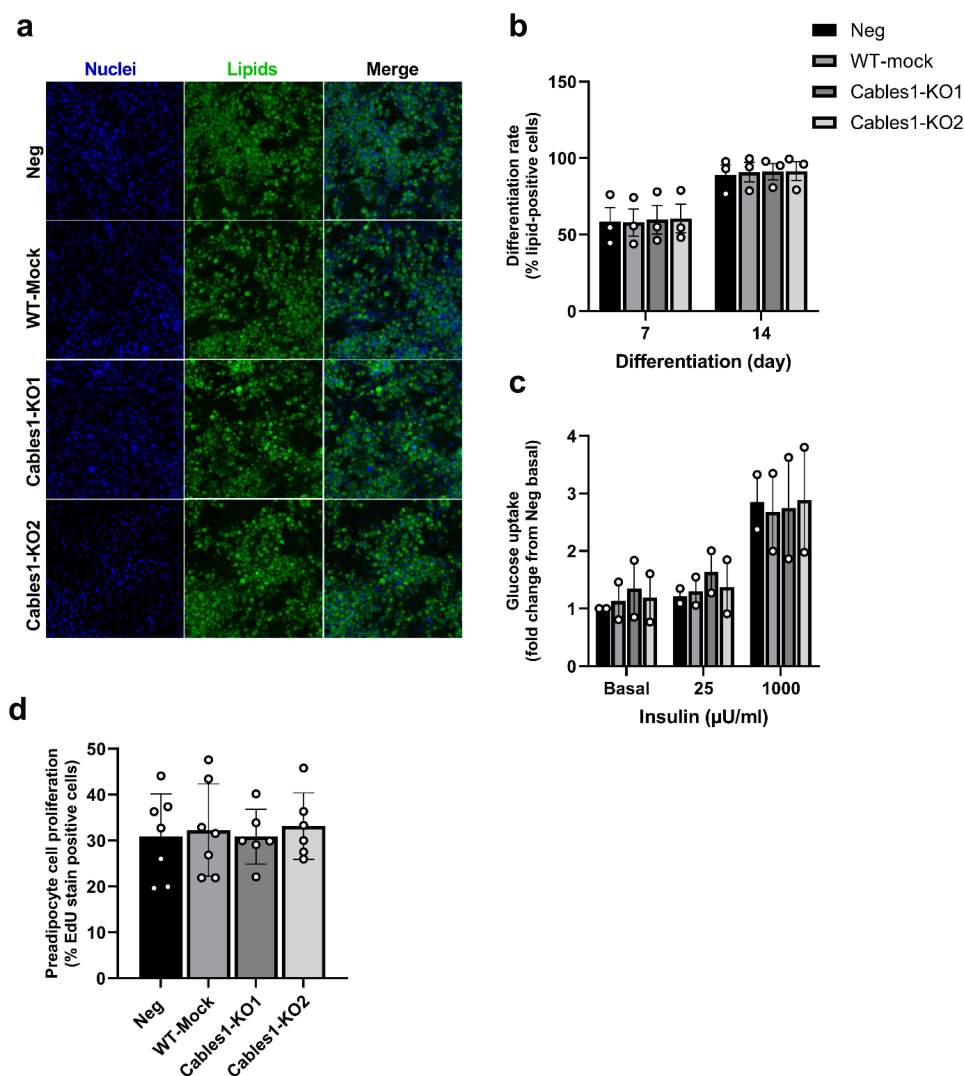 a
Nuclei
Lipids
Merge
Neg
WT-Mock
Cables1-KO1
Cables1-KO2
b
Neg
WT-mock
Cables1-KO1
Cables1-KO2
Differentiation rate
(% lipid-positive cells)
150
100
50
0
7
14
Differentiation (day)
c
Glucose uptake
(fold change from Neg basal)
4
3
2
1
0
Basal
25
1000
Insulin (µU/ml)
d
Preadipocyte cell proliferation
(% EdU stain positive cells)
50
40
30
20
10
0
Neg
WT-Mock
Cables1-KO1
Cables1-KO2